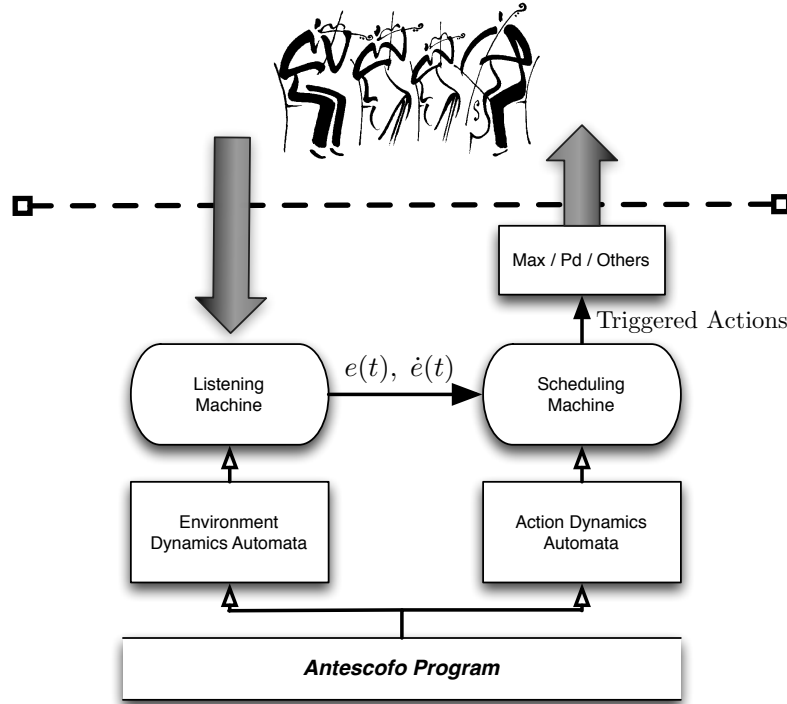 Max / Pd / Others
Triggered Actions
e(t), ė(t)
Listening
Machine
Scheduling
Machine
Environment
Dynamics Automata
Action Dynamics
Automata
Antescofo Program